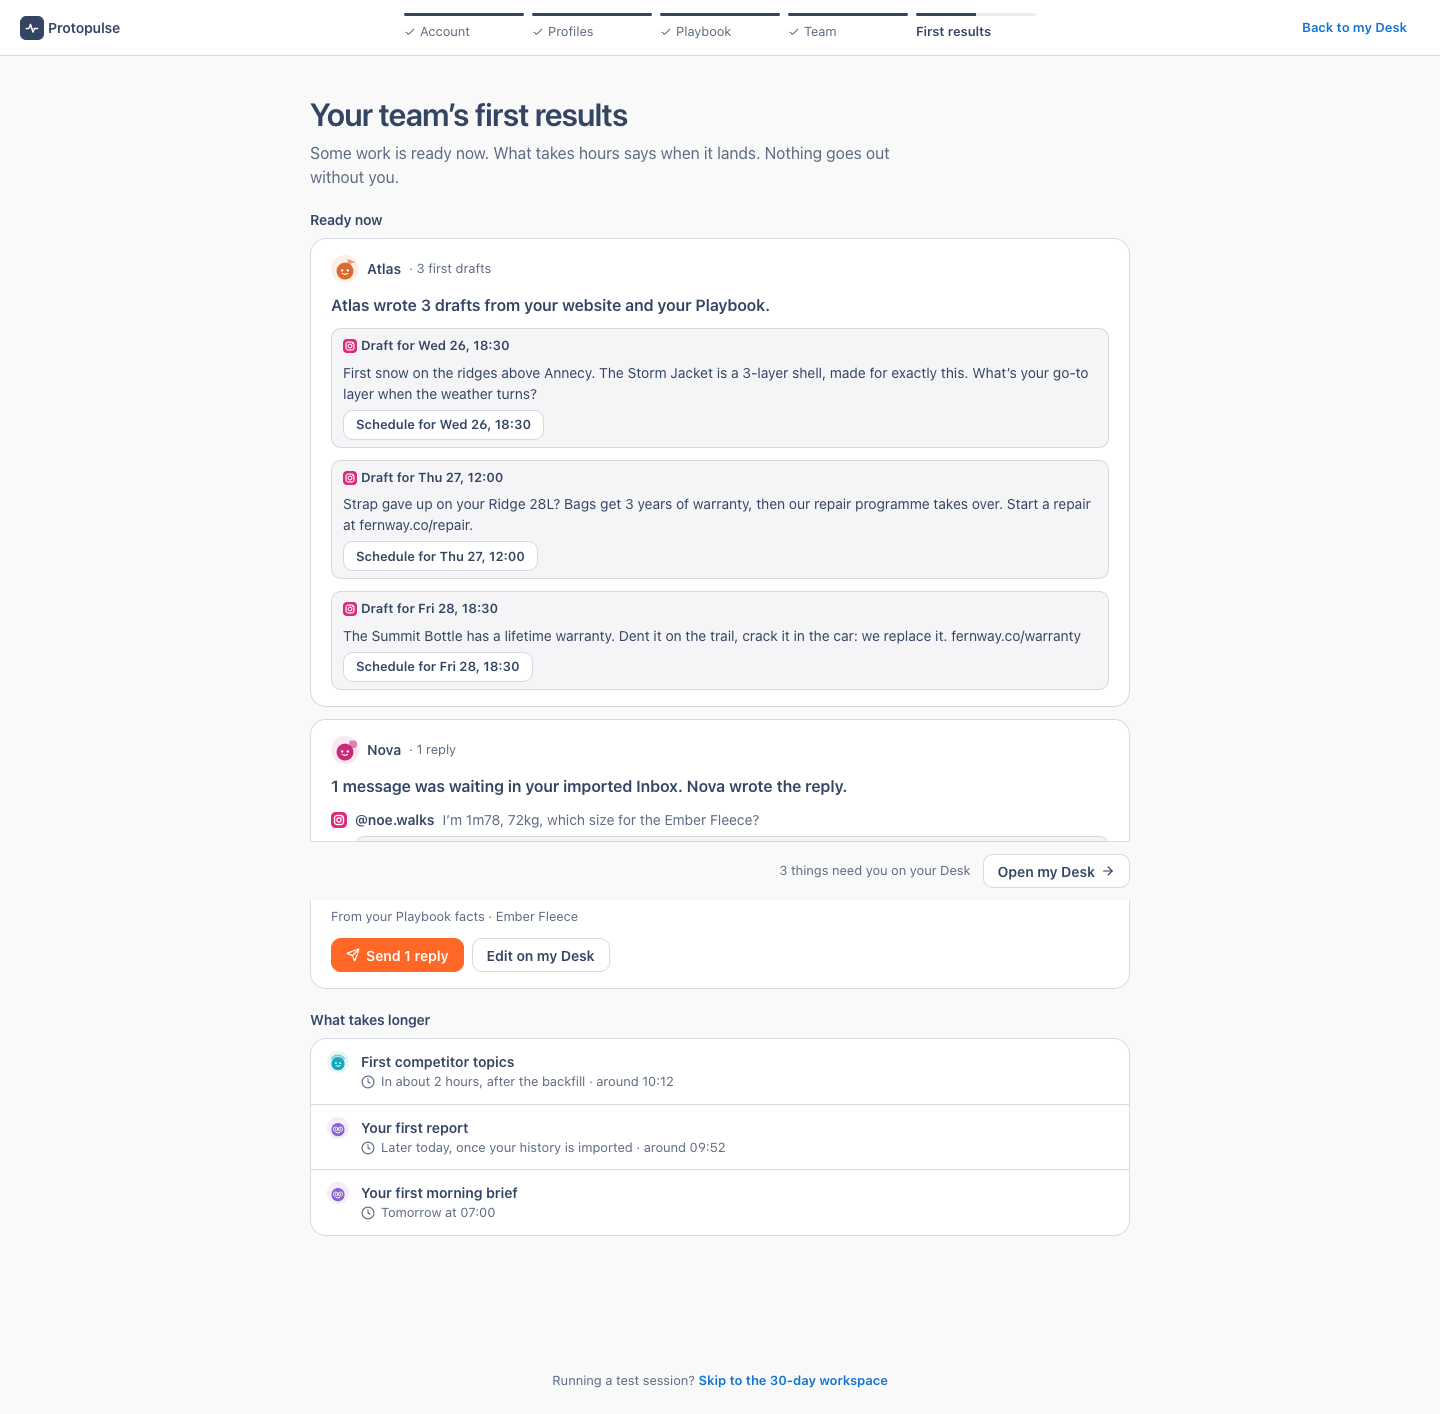 Protopulse
Account
Profiles
Playbook
Team
First results
Back to my Desk
Your team’s first results
Some work is ready now. What takes hours says when it lands. Nothing goes out
without you.
Ready now
Atlas · 3 first drafts
Atlas wrote 3 drafts from your website and your Playbook.
Draft for Wed 26, 18:30
First snow on the ridges above Annecy. The Storm Jacket is a 3-layer shell, made for exactly this. What’s your go-to
layer when the weather turns?
Schedule for Wed 26, 18:30
Draft for Thu 27, 12:00
Strap gave up on your Ridge 28L? Bags get 3 years of warranty, then our repair programme takes over. Start a repair
at fernway.co/repair.
Schedule for Thu 27, 12:00
Draft for Fri 28, 18:30
The Summit Bottle has a lifetime warranty. Dent it on the trail, crack it in the car: we replace it. fernway.co/warranty
Schedule for Fri 28, 18:30
Nova · 1 reply
1 message was waiting in your imported Inbox. Nova wrote the reply.
@noe.walks I’m 1m78, 72kg, which size for the Ember Fleece?
3 things need you on your Desk
Open my Desk
From your Playbook facts · Ember Fleece
Send 1 reply
Edit on my Desk
What takes longer
First competitor topics
In about 2 hours, after the backfill · around 10:12
Your first report
Later today, once your history is imported · around 09:52
Your first morning brief
Tomorrow at 07:00
Running a test session? Skip to the 30-day workspace